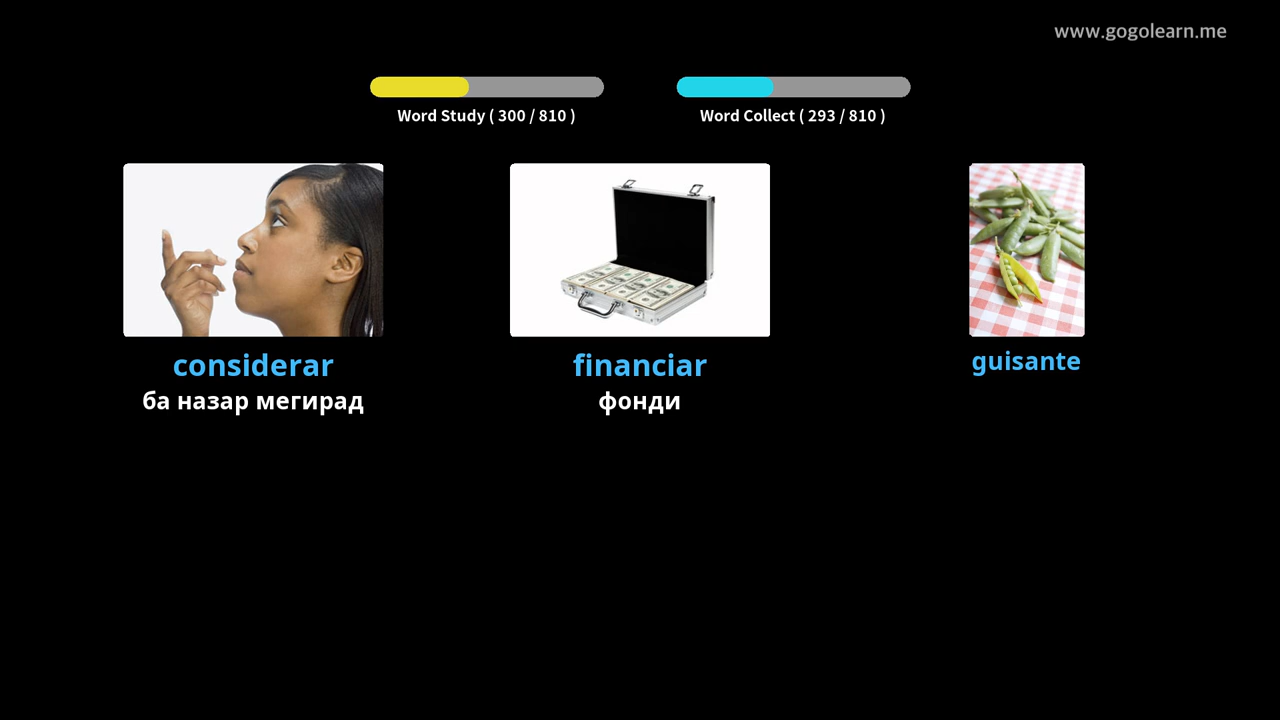 www.gogolearn.me
Word Study ( 300 / 810 )
Word Collect ( 293 / 810 )
considerar
ба назар мегирад
financiar
фонди
guisante